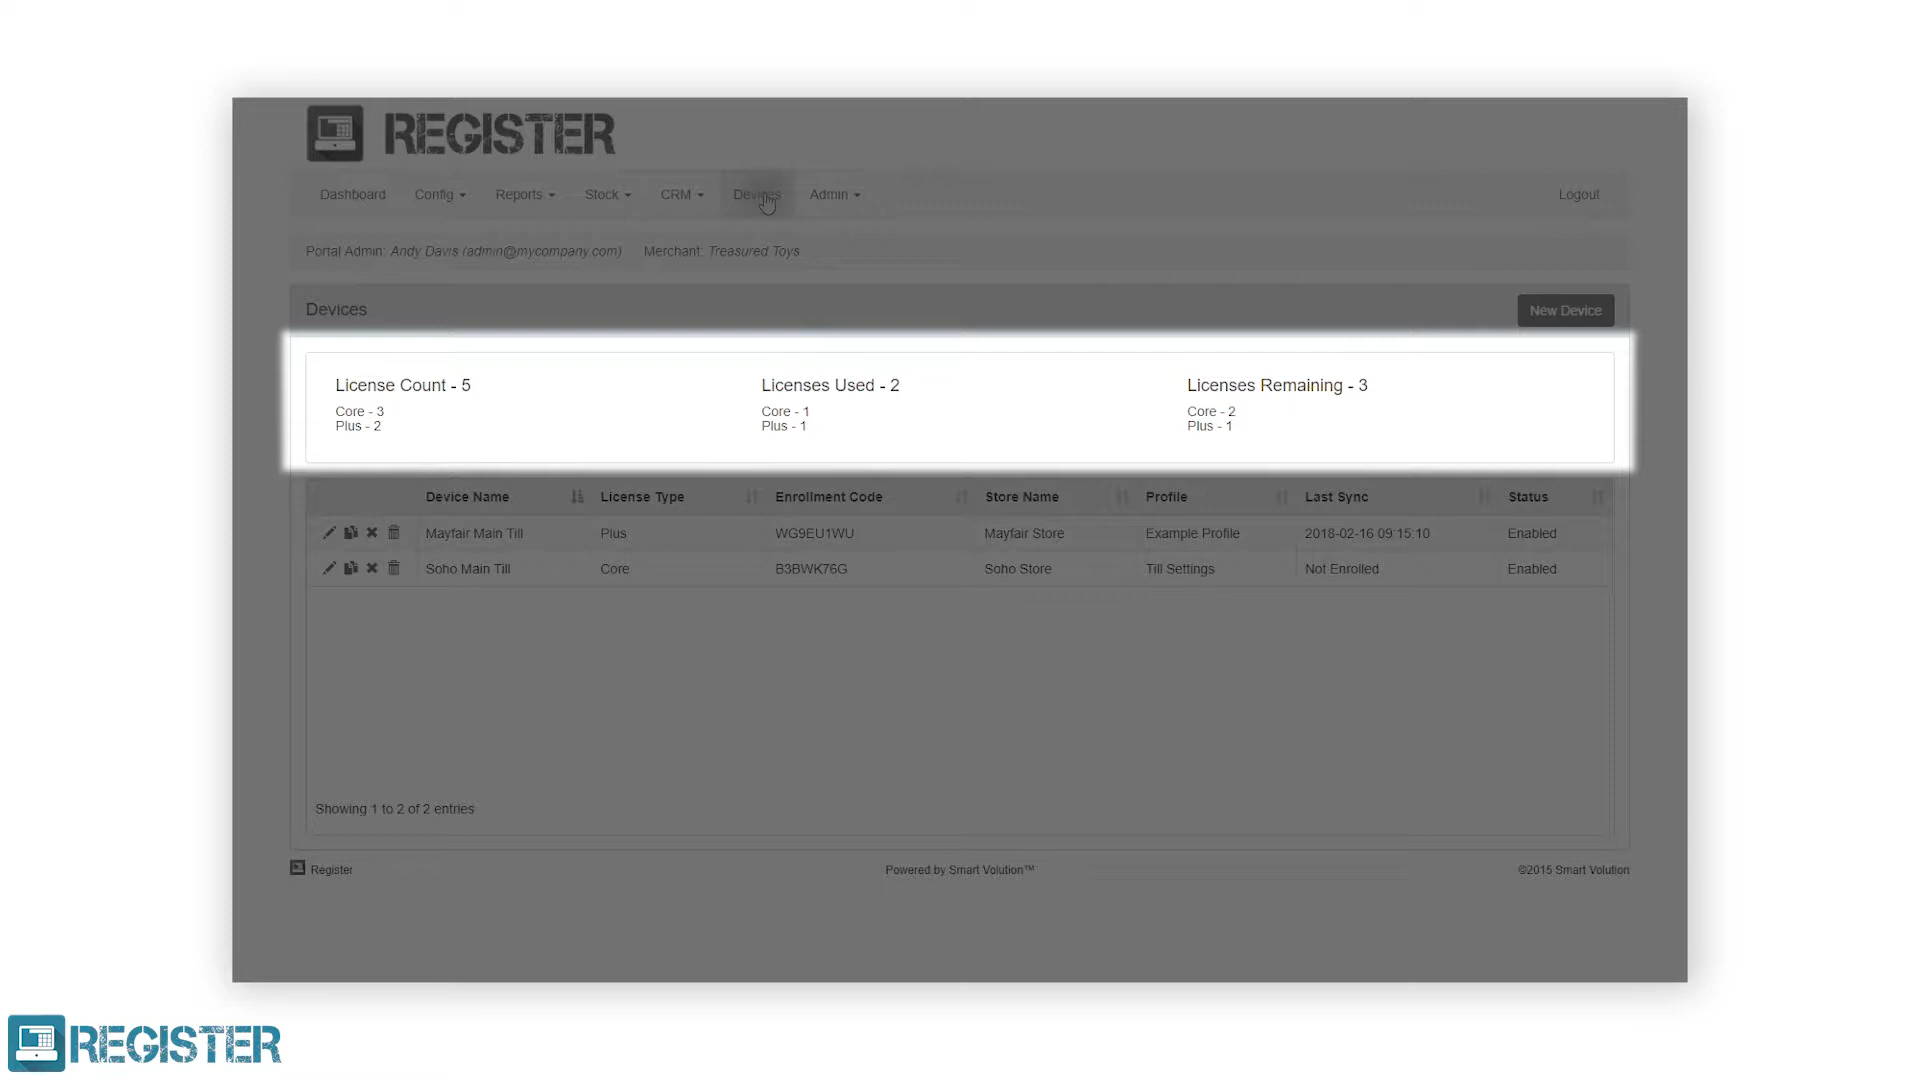 REGISTER
Dashboard Config Reports Stock CRM Devices Admin Logout
Portal Admin: Andy Davis (admin@mycompany.com) Merchant: Treasured Toys
Devices New Device
License Count - 5 Licenses Used - 2 Licenses Remaining - 3
Core - 3 Core - 1 Core - 2
Plus - 2 Plus - 1 Plus - 1
Device Name License Type Enrollment Code Store Name Profile Last Sync Status
Mayfair Main Till Plus WG9EU1WU Mayfair Store Example Profile 2018-02-16 09:15:10 Enabled
Soho Main Till Core B3BWK76G Soho Store Till Settings Not Enrolled Enabled
Showing 1 to 2 of 2 entries
Register Powered by Smart Volution™ ©2015 Smart Volution
REGISTER